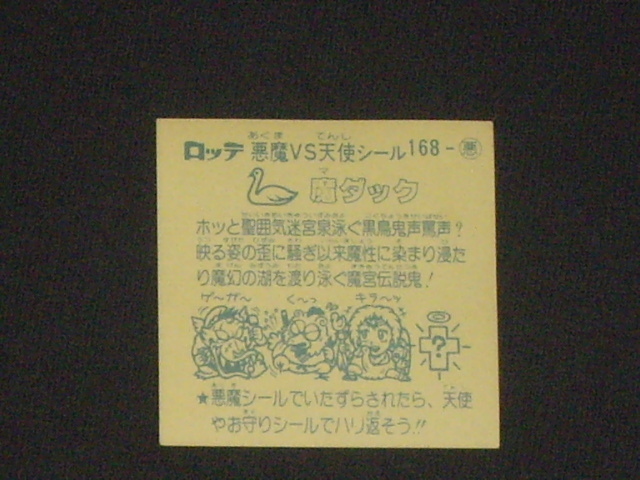 ロッテ 悪魔VS天使シール168-悪
魔ダック
ホッと聖囲気迷宮泉泳ぐ黒鳥鬼声罵声?
映る姿の歪に騒ぎ以来魔性に染まり浸た
り魔幻の湖を渡り泳ぐ魔宮伝説鬼!
ゲ〜ガ〜 く〜っ キラ〜ッ
?
★悪魔シールでいたずらされたら、天使
やお守りシールでハリ返そう!!